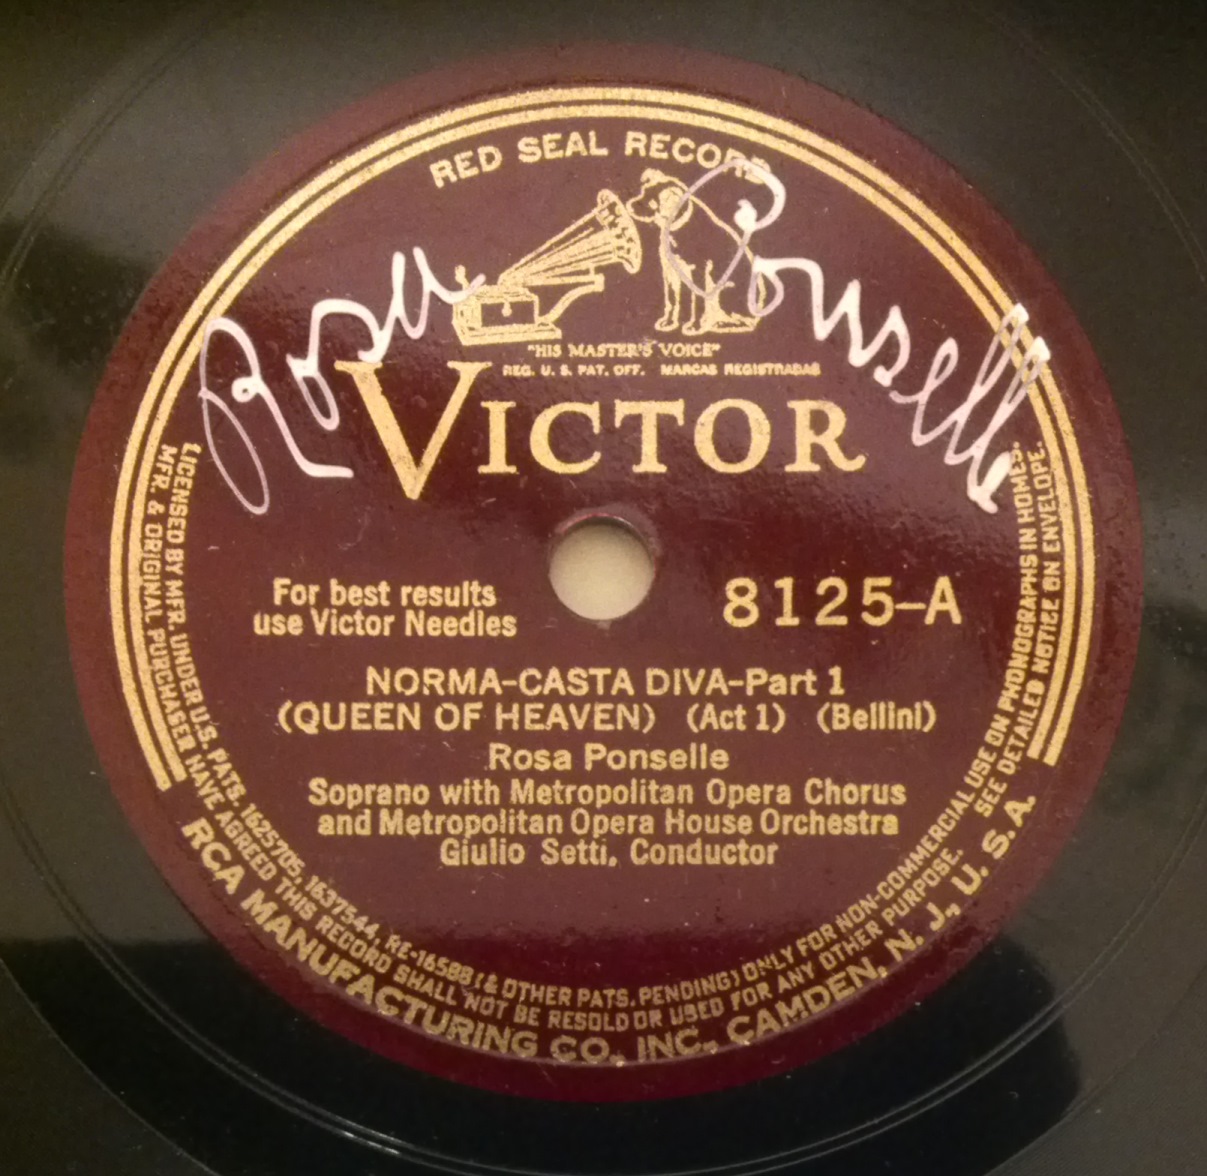 RED SEAL RECORD
Rosa Ponselle
"HIS MASTER'S VOICE"
REG. U. S. PAT. OFF. MARCAS REGISTRADAS
VICTOR
For best results
use Victor Needles
8125-A
NORMA-CASTA DIVA-Part 1
(QUEEN OF HEAVEN) (Act 1) (Bellini)
Rosa Ponselle
Soprano with Metropolitan Opera Chorus
and Metropolitan Opera House Orchestra
Giulio Setti, Conductor
LICENSED BY MFR. UNDER U.S. PATS. 1625705, 1637544, RE-16588 (& OTHER PATS. PENDING) ONLY FOR NON-COMMERCIAL USE ON PHONOGRAPHS IN HOMES.
MFR. & ORIGINAL PURCHASER HAVE AGREED THIS RECORD SHALL NOT BE RESOLD OR USED FOR ANY OTHER PURPOSE. SEE DETAILED NOTICE ON ENVELOPE.
RCA MANUFACTURING CO., INC., CAMDEN, N. J., U. S. A.